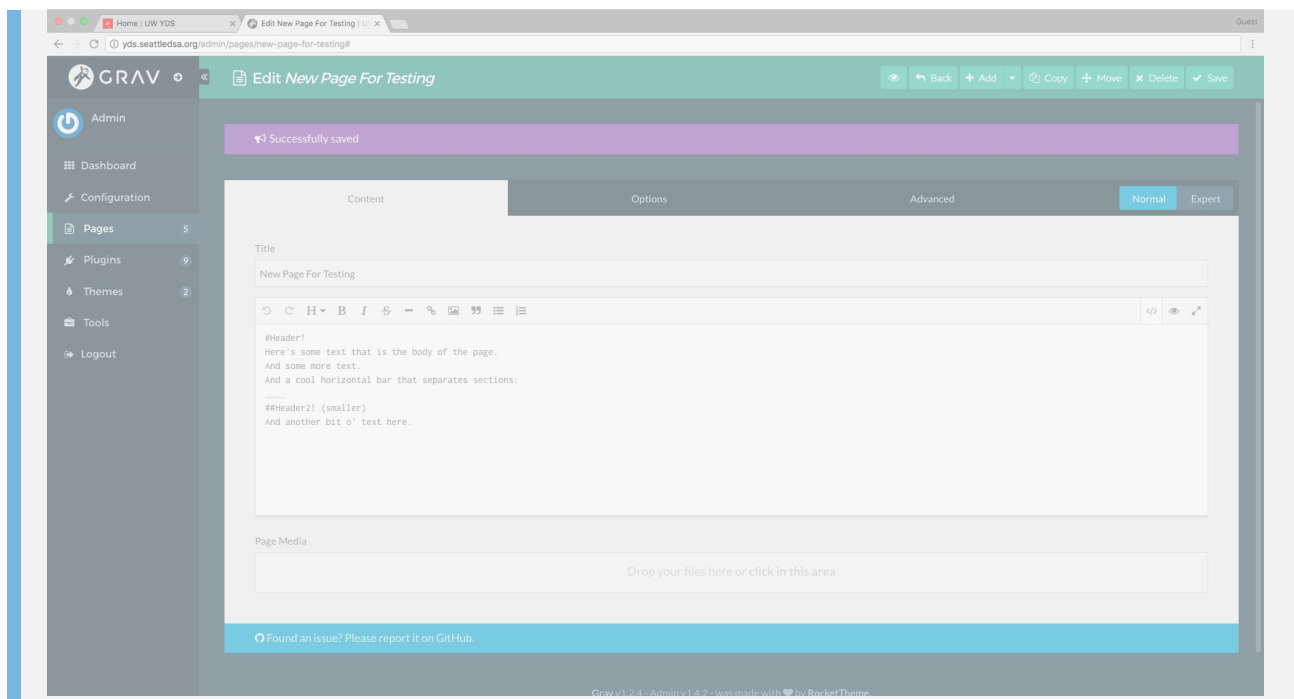 Home | UW YDS
Edit New Page For Testing | U
Guest
yds.seattledsa.org/admin/pages/new-page-for-testing#
GRAV
Edit New Page For Testing
Back
Add
Copy
Move
Delete
Save
Admin
Successfully saved
Dashboard
Configuration
Content
Options
Advanced
Normal
Expert
Pages 5
Plugins 9
Themes 2
Tools
Logout
Title
New Page For Testing
H B I S
#Header!
Here's some text that is the body of the page.
And some more text.
And a cool horizontal bar that separates sections:
____
##Header2! (smaller)
And another bit o' text here.
Page Media
Drop your files here or click in this area
Found an issue? Please report it on GitHub.
Grav v1.2.4 - Admin v1.4.2 - was made with by RocketTheme.